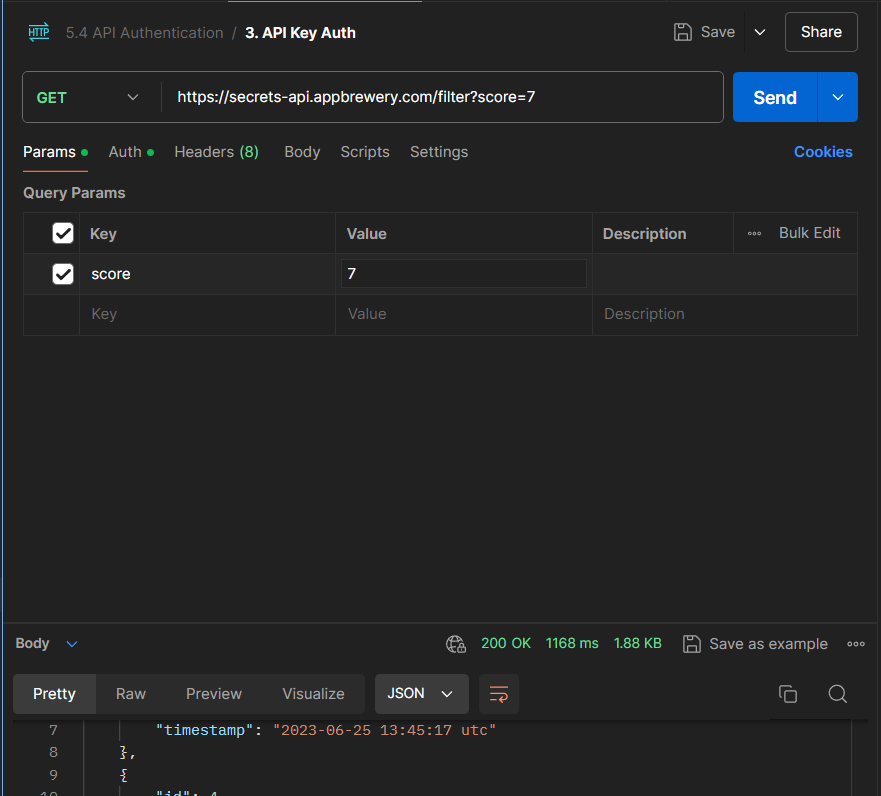 HTTP 5.4 API Authentication / 3. API Key Auth Save Share
GET https://secrets-api.appbrewery.com/filter?score=7 Send
Params Auth Headers (8) Body Scripts Settings Cookies
Query Params
Key Value Description Bulk Edit
score 7
Key Value Description
Body 200 OK 1168 ms 1.88 KB Save as example
Pretty Raw Preview Visualize JSON
7 "timestamp": "2023-06-25 13:45:17 utc"
8 },
9 {
10 "id": 4,